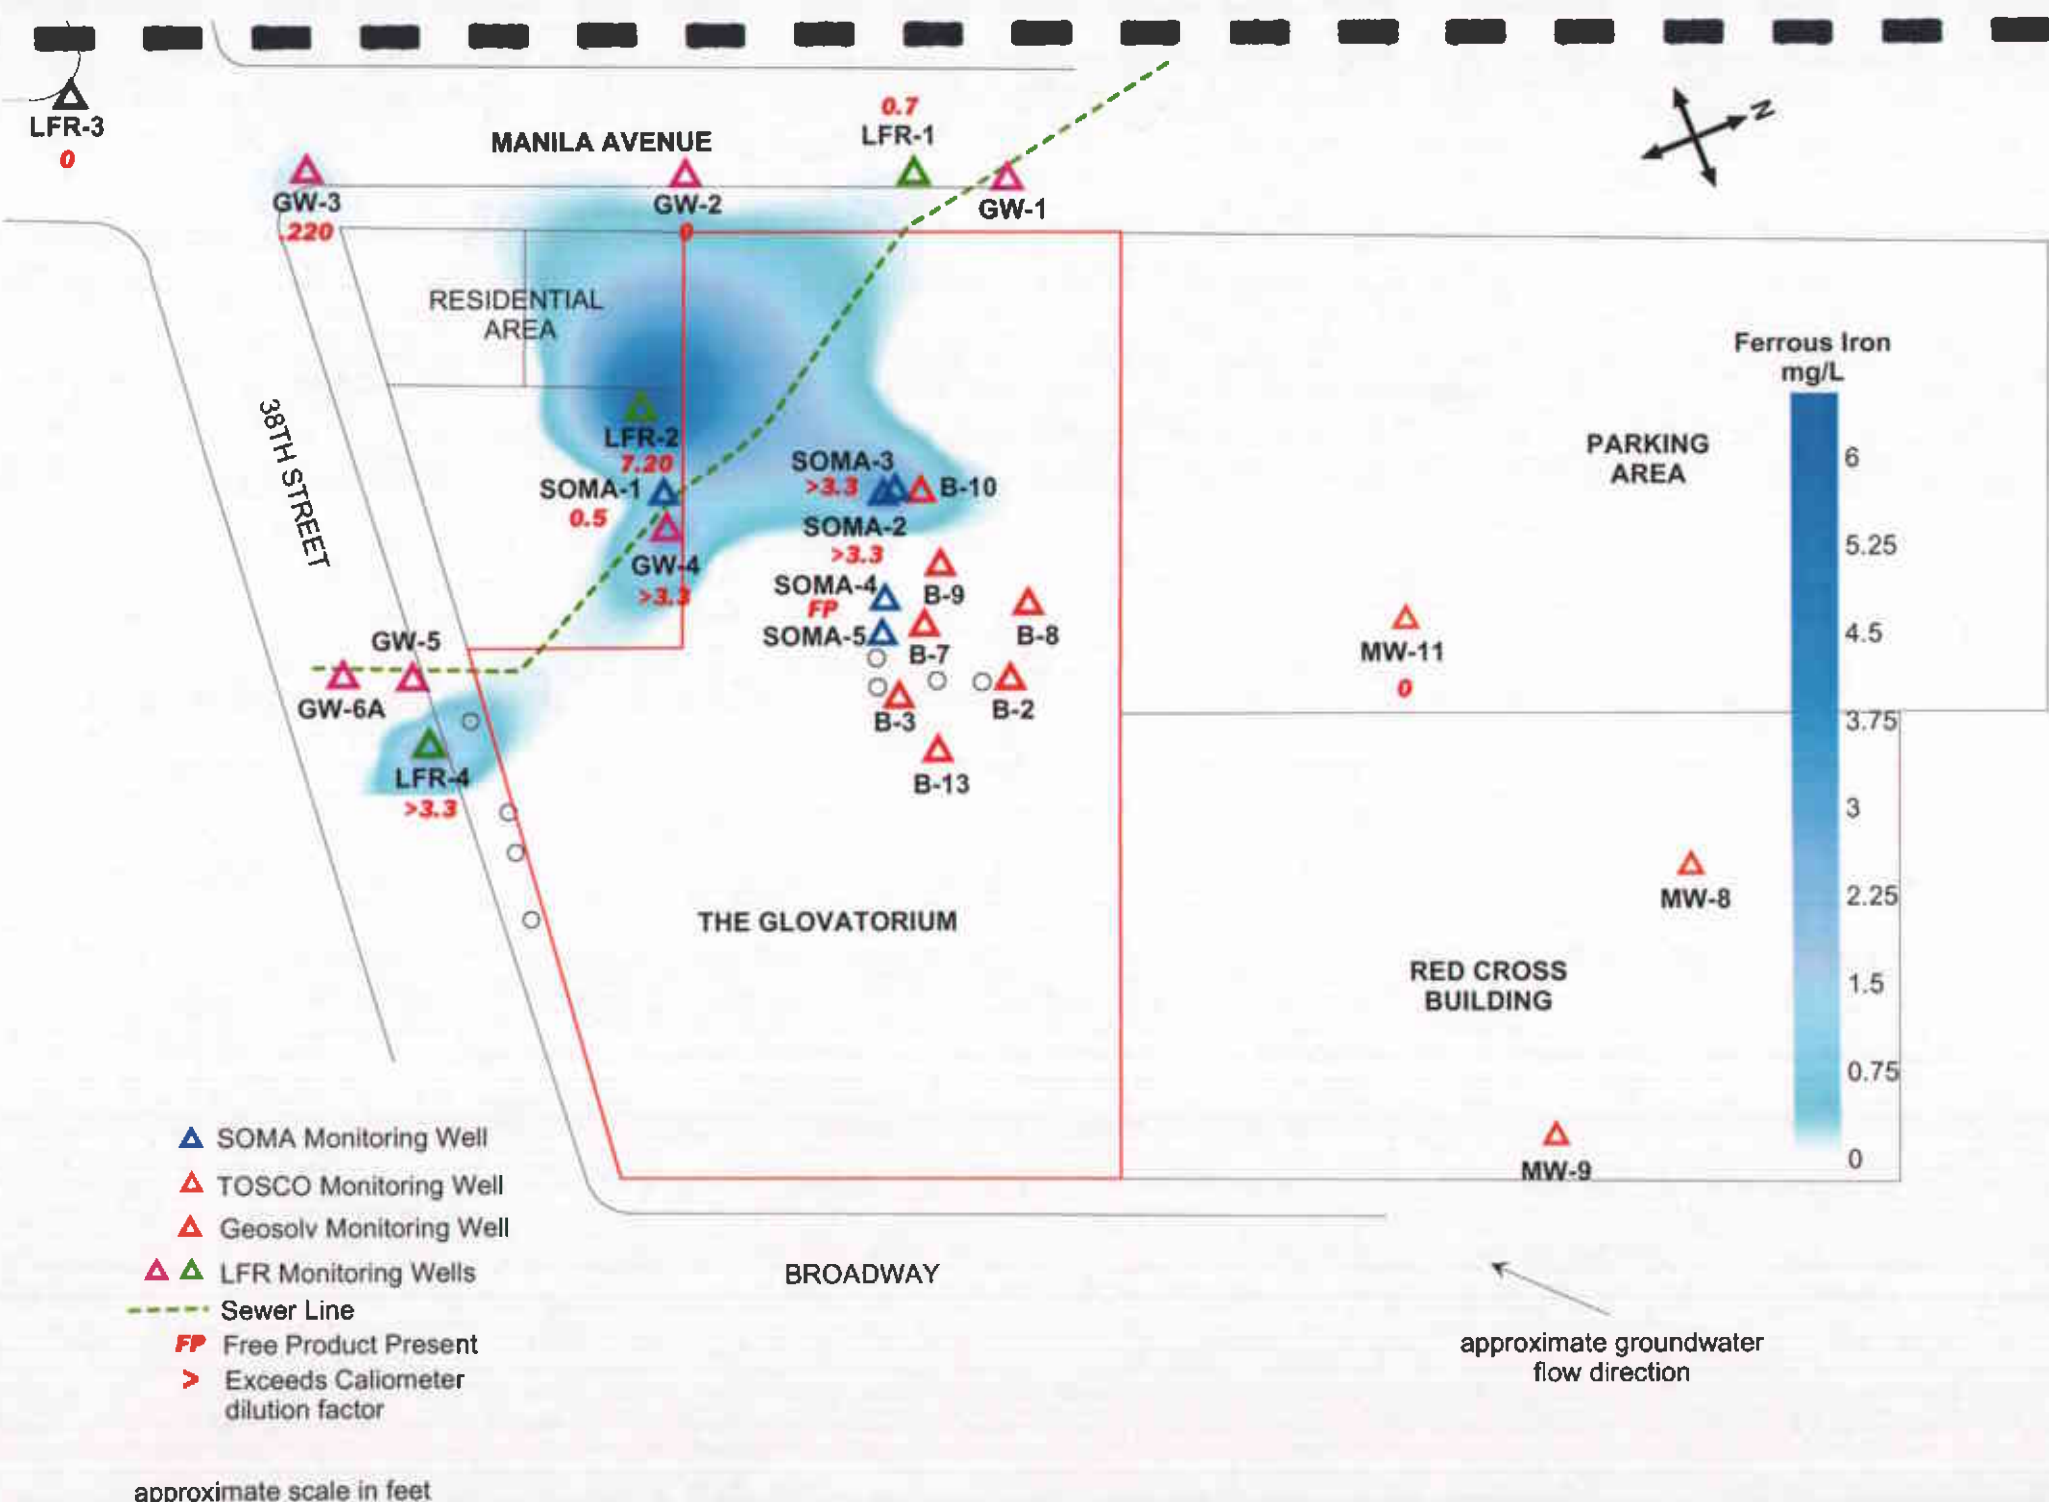 LFR-3
0
MANILA AVENUE
0.7
LFR-1
N
GW-3
.220
GW-2
0
GW-1
RESIDENTIAL
AREA
38TH STREET
LFR-2
7.20
SOMA-1
0.5
GW-4
>3.3
SOMA-3
>3.3
B-10
SOMA-2
>3.3
SOMA-4
FP
SOMA-5
B-9
B-7
B-8
B-3
B-2
B-13
GW-5
GW-6A
LFR-4
>3.3
THE GLOVATORIUM
PARKING
AREA
MW-11
0
MW-8
RED CROSS
BUILDING
MW-9
Ferrous Iron
mg/L
6
5.25
4.5
3.75
3
2.25
1.5
0.75
0
SOMA Monitoring Well
TOSCO Monitoring Well
Geosolv Monitoring Well
LFR Monitoring Wells
Sewer Line
FP Free Product Present
> Exceeds Caliometer
dilution factor
BROADWAY
approximate groundwater
flow direction
approximate scale in feet